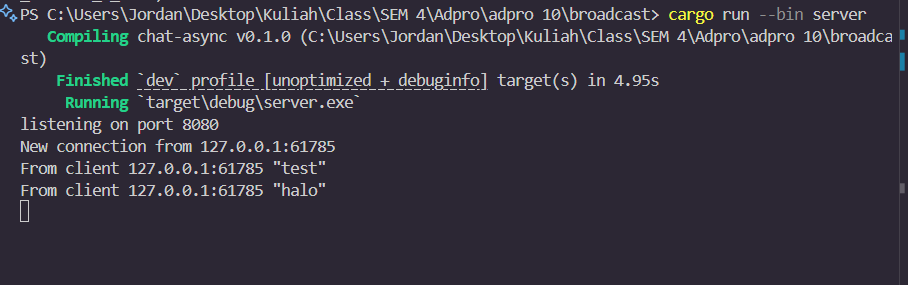 PS C:\Users\Jordan\Desktop\Kuliah\Class\SEM 4\Adpro\adpro 10\broadcast> cargo run --bin server
Compiling chat-async v0.1.0 (C:\Users\Jordan\Desktop\Kuliah\Class\SEM 4\Adpro\adpro 10\broadca
st)
Finished `dev` profile [unoptimized + debuginfo] target(s) in 4.95s
Running `target\debug\server.exe`
listening on port 8080
New connection from 127.0.0.1:61785
From client 127.0.0.1:61785 "test"
From client 127.0.0.1:61785 "halo"